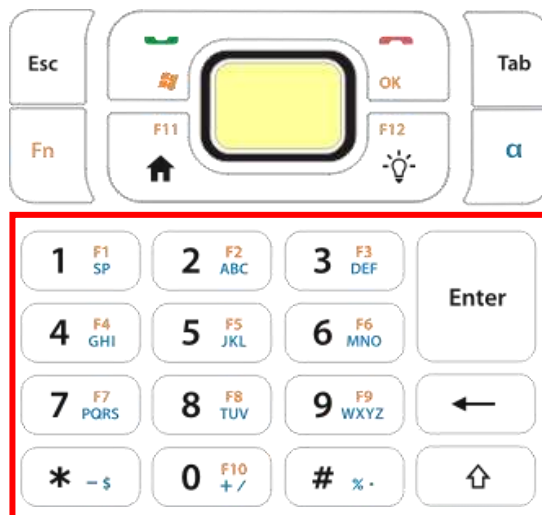 Esc
OK
Tab
Fn
F11
F12
α
1 F1 SP
2 F2 ABC
3 F3 DEF
Enter
4 F4 GHI
5 F5 JKL
6 F6 MNO
7 F7 PQRS
8 F8 TUV
9 F9 WXYZ
* - $
0 F10 + /
# % .